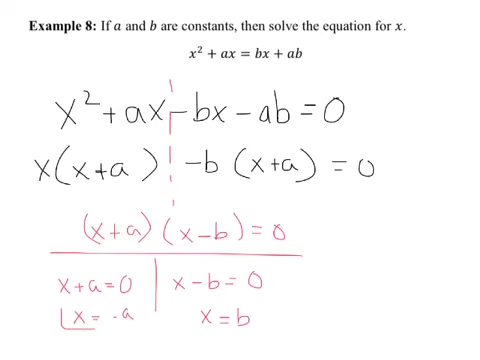 Example 8: If a and b are constants, then solve the equation for x.
x² + ax = bx + ab
x² + ax - bx - ab = 0
x(x+a) - b(x+a) = 0
(x+a)(x-b) = 0
x+a=0 | x-b=0
x=-a | x=b